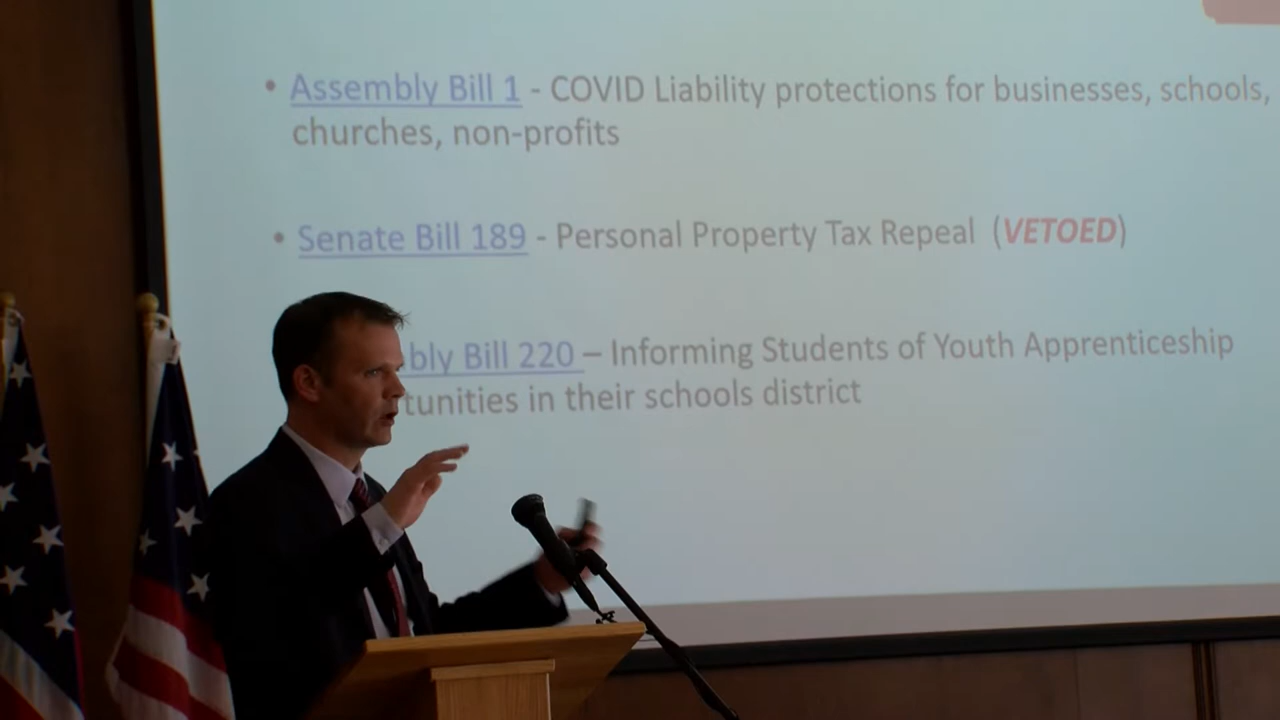 • Assembly Bill 1 - COVID Liability protections for businesses, schools,
churches, non-profits
• Senate Bill 189 - Personal Property Tax Repeal (VETOED)
bly Bill 220 – Informing Students of Youth Apprenticeship
tunities in their schools district